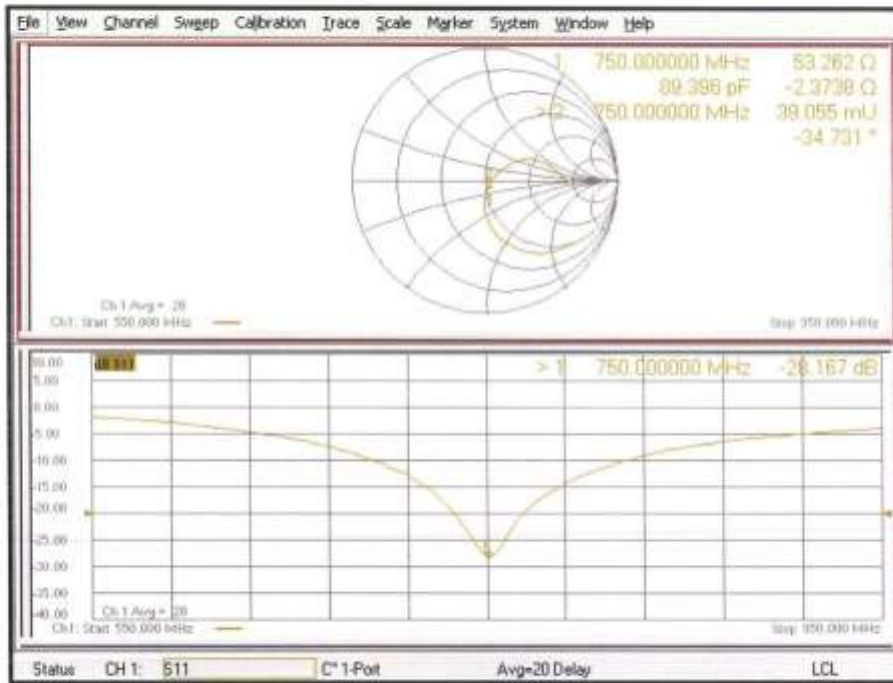 File View Channel Sweep Calibration Trace Scale Marker System Window Help
1 750.000000 MHz 53.262 Ω
89.396 pF -2.3738 Ω
> 2 750.000000 MHz 39.055 mU
-34.731 °
Ch 1 Avg = 20
Ch1: Start 550.000 MHz
Stop 950.000 MHz
10.00
5.00
0.00
-5.00
-10.00
-15.00
-20.00
-25.00
-30.00
-35.00
-40.00
dB S11
> 1 750.000000 MHz -28.167 dB
Ch 1 Avg = 20
Ch1: Start 550.000 MHz
Stop 950.000 MHz
Status CH 1: S11 C* 1-Port Avg=20 Delay LCL